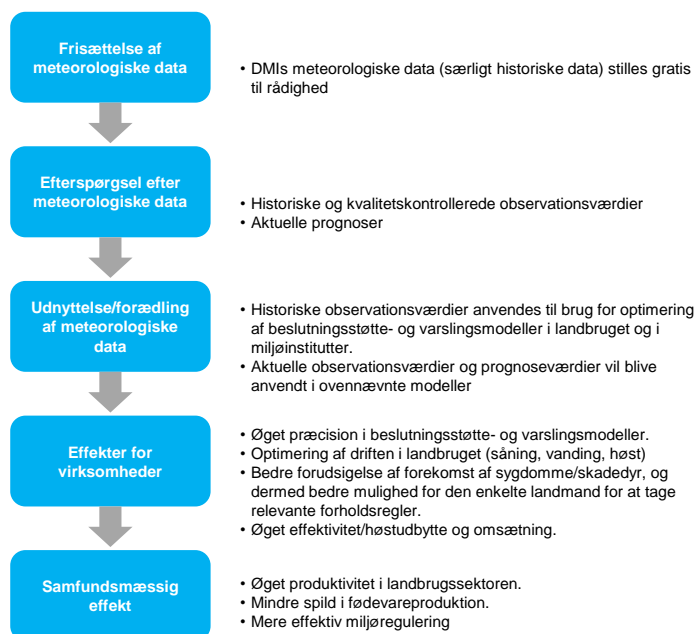 Frisættelse af
meteorologiske data
• DMIs meteorologiske data (særligt historiske data) stilles gratis
til rådighed
Efterspørgsel efter
meteorologiske data
• Historiske og kvalitetskontrollerede observationsværdier
• Aktuelle prognoser
Udnyttelse/forædling
af meteorologiske
data
• Historiske observationsværdier anvendes til brug for optimering
af beslutningsstøtte- og varslingsmodeller i landbruget og i
miljøinstitutter.
• Aktuelle observationsværdier og prognoseværdier vil blive
anvendt i ovennævnte modeller
Effekter for
virksomheder
• Øget præcision i beslutningsstøtte- og varslingsmodeller.
• Optimering af driften i landbruget (såning, vanding, høst)
• Bedre forudsigelse af forekomst af sygdomme/skadedyr, og
dermed bedre mulighed for den enkelte landmand for at tage
relevante forholdsregler.
• Øget effektivitet/høstudbytte og omsætning.
Samfundsmæssig
effekt
• Øget produktivitet i landbrugssektoren.
• Mindre spild i fødevareproduktion.
• Mere effektiv miljøregulering